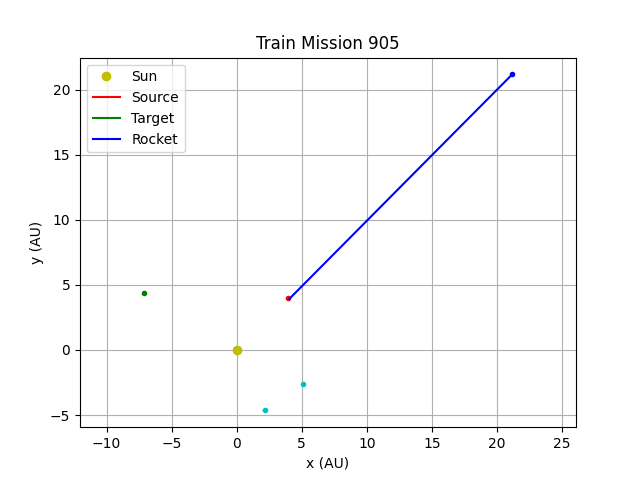 Train Mission 905
Sun
Source
Target
Rocket
20
15
10
5
0
−5
y (AU)
−10 −5 0 5 10 15 20 25
x (AU)